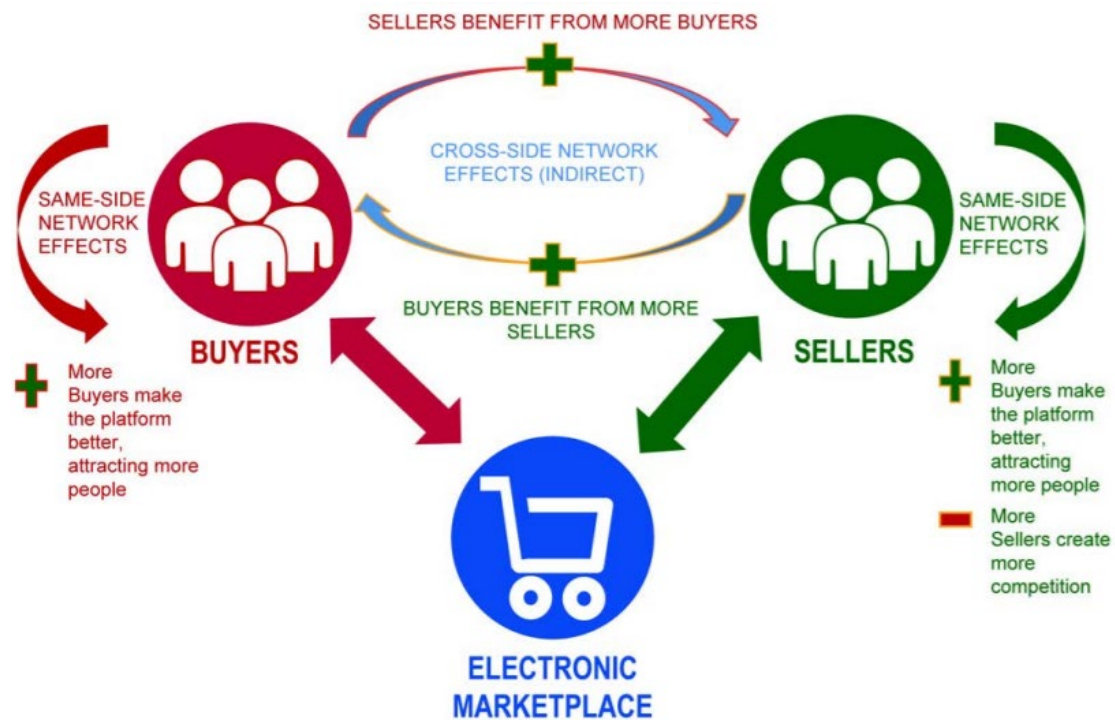 SELLERS BENEFIT FROM MORE BUYERS
CROSS-SIDE NETWORK
EFFECTS (INDIRECT)
SAME-SIDE
NETWORK
EFFECTS
SAME-SIDE
NETWORK
EFFECTS
BUYERS BENEFIT FROM MORE
SELLERS
BUYERS
SELLERS
More
Buyers make
the platform
better,
attracting more
people
More
Buyers make
the platform
better,
attracting
more people
More
Sellers create
more
competition
ELECTRONIC
MARKETPLACE